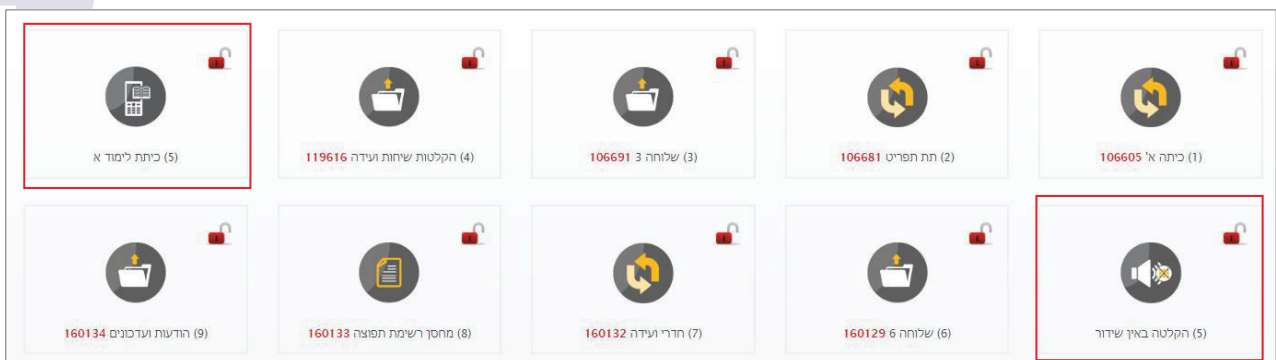 (1) כיתה א' 106605
(2) תת תפריט 106681
(3) שלוחה 3 106691
(4) הקלטות שיחות ועידה 119616
(5) כיתת לימוד א
(5) הקלטה באין שידור
(6) שלוחה 6 160129
(7) חדרי ועידה 160132
(8) מחסן רשימת תפוצה 160133
(9) הודעות ועדכונים 160134